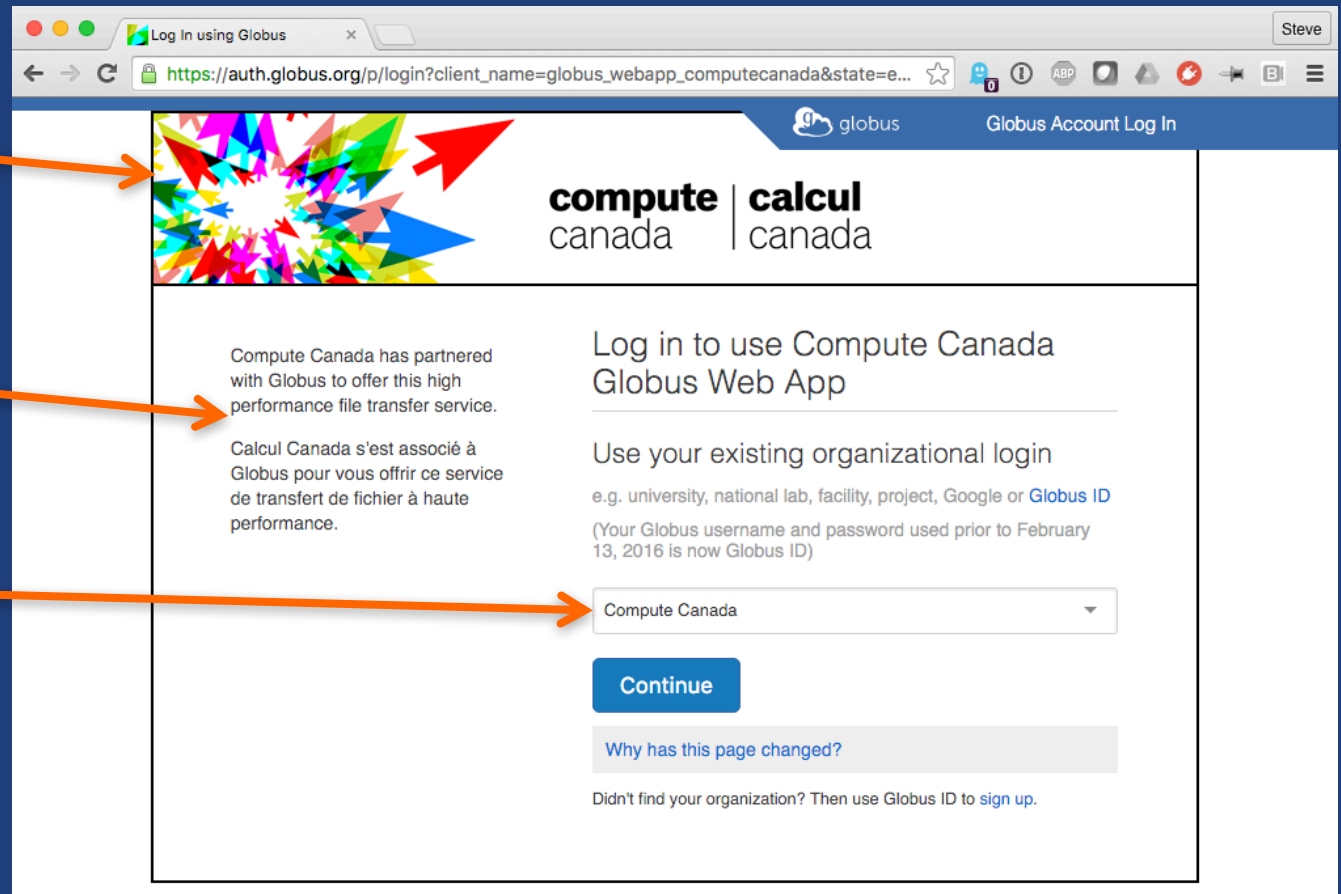 Log In using Globus
Steve
https://auth.globus.org/p/login?client_name=globus_webapp_computecanada&state=e...
0
ABP
globus
Globus Account Log In
compute | calcul
canada | canada
Compute Canada has partnered
with Globus to offer this high
performance file transfer service.
Calcul Canada s'est associé à
Globus pour vous offrir ce service
de transfert de fichier à haute
performance.
Log in to use Compute Canada
Globus Web App
Use your existing organizational login
e.g. university, national lab, facility, project, Google or Globus ID
(Your Globus username and password used prior to February
13, 2016 is now Globus ID)
Compute Canada
Continue
Why has this page changed?
Didn't find your organization? Then use Globus ID to sign up.